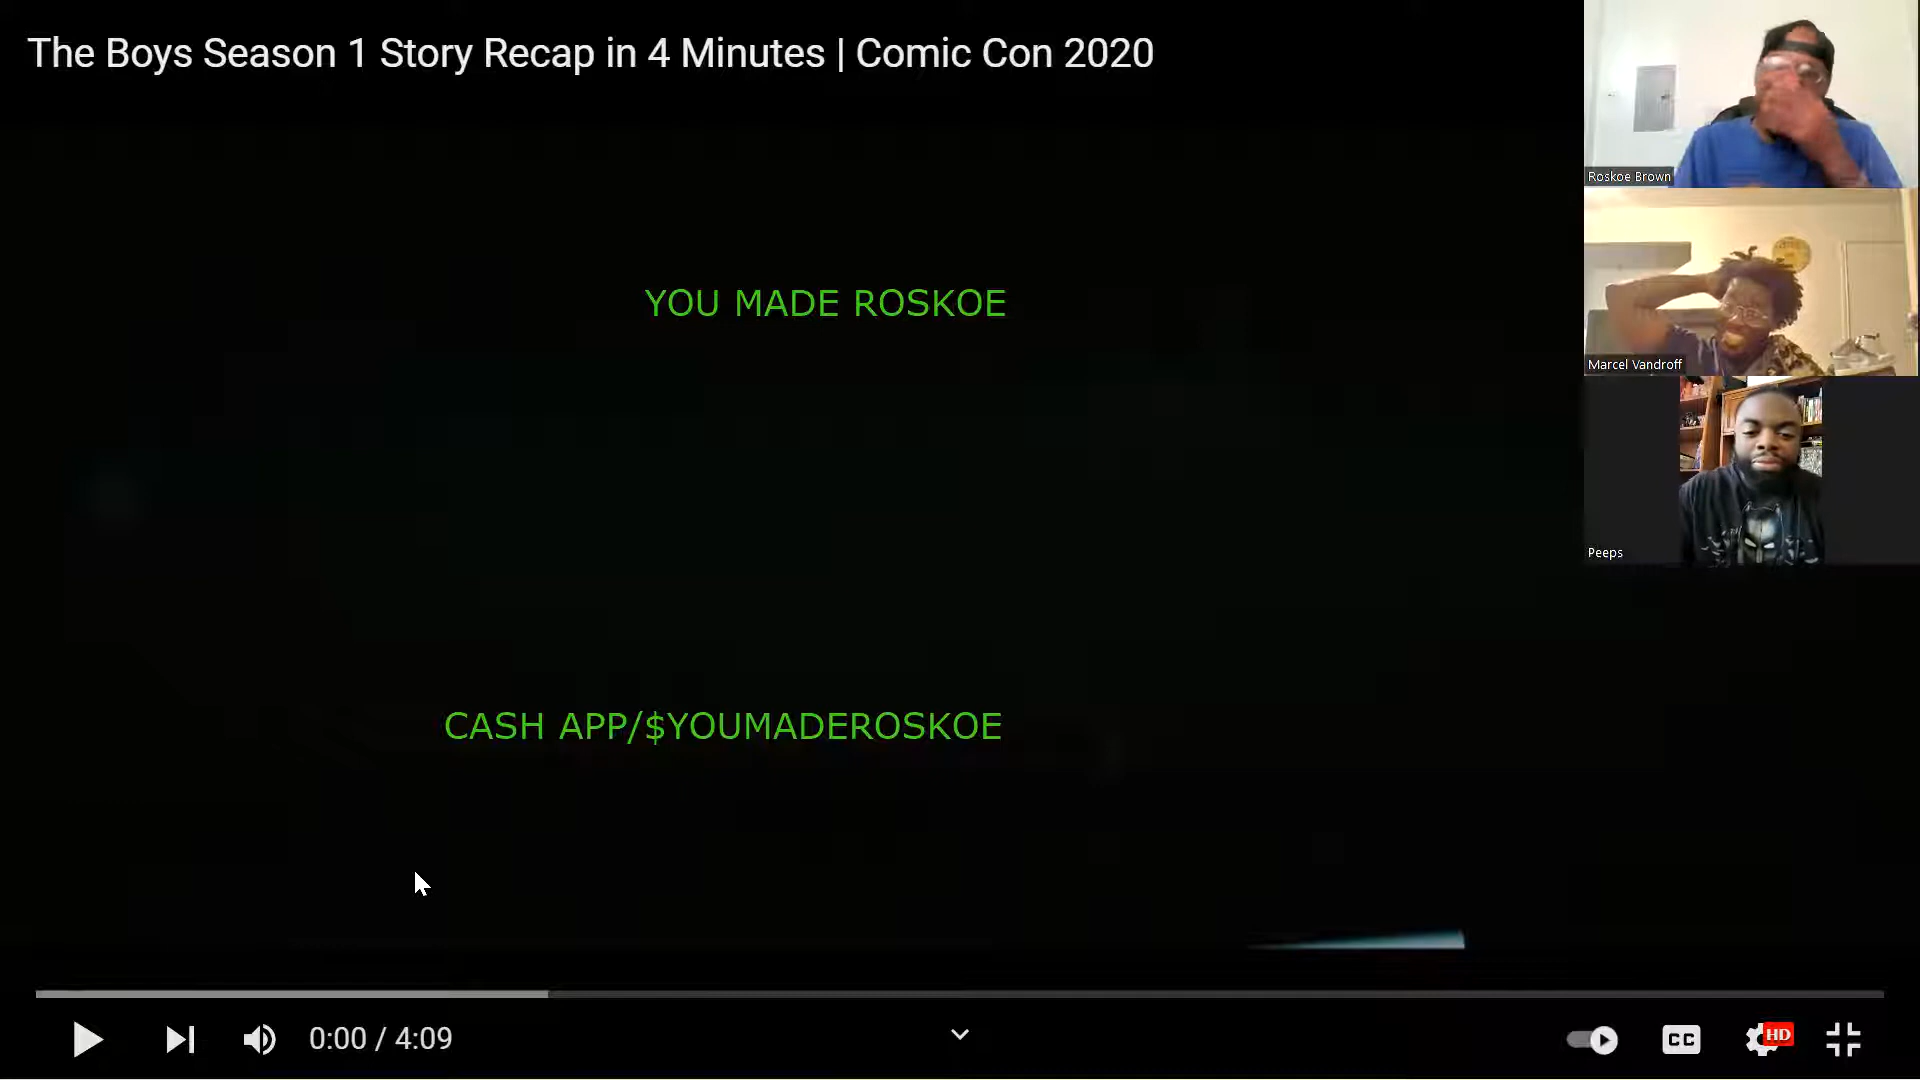 The Boys Season 1 Story Recap in 4 Minutes | Comic Con 2020
Roskoe Brown
YOU MADE ROSKOE
Marcel Vandroff
Peeps
CASH APP/$YOUMADEROSKOE
0:00 / 4:09
CC
HD